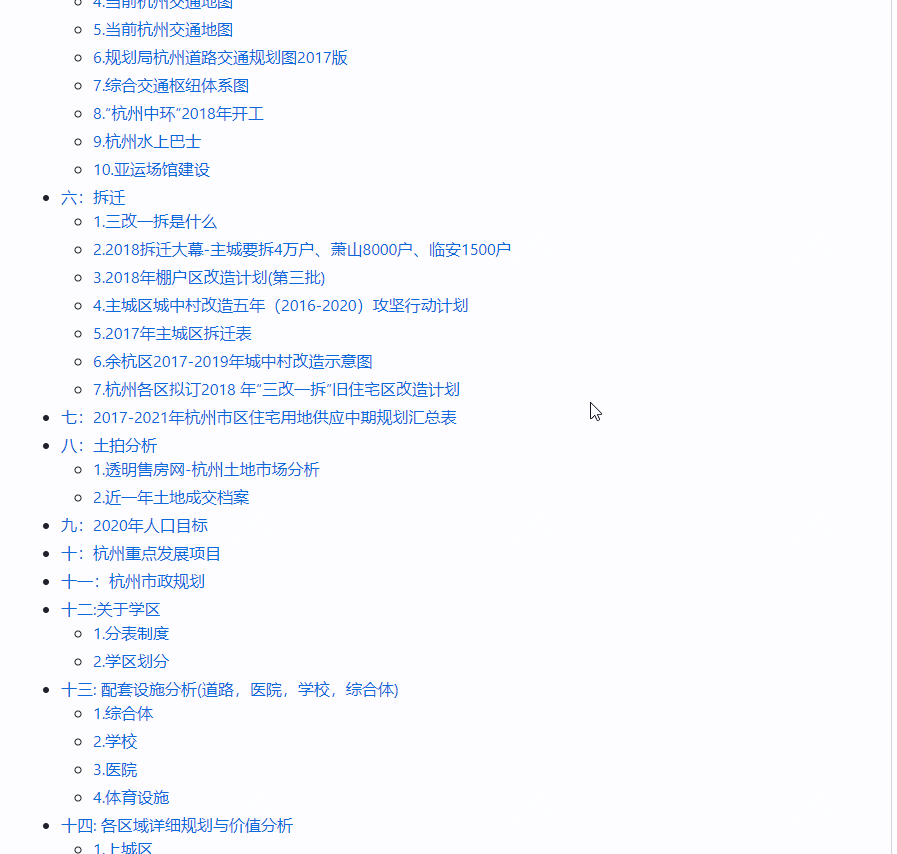 4.当前杭州交通地图
5.当前杭州交通地图
6.规划局杭州道路交通规划图2017版
7.综合交通枢纽体系图
8.“杭州中环”2018年开工
9.杭州水上巴士
10.亚运场馆建设
六：拆迁
1.三改一拆是什么
2.2018拆迁大幕-主城要拆4万户、萧山8000户、临安1500户
3.2018年棚户区改造计划(第三批)
4.主城区城中村改造五年（2016-2020）攻坚行动计划
5.2017年主城区拆迁表
6.余杭区2017-2019年城中村改造示意图
7.杭州各区拟订2018 年“三改一拆”旧住宅区改造计划
七：2017-2021年杭州市区住宅用地供应中期规划汇总表
八：土拍分析
1.透明售房网-杭州土地市场分析
2.近一年土地成交档案
九：2020年人口目标
十：杭州重点发展项目
十一：杭州市政规划
十二:关于学区
1.分表制度
2.学区划分
十三: 配套设施分析(道路，医院，学校，综合体)
1.综合体
2.学校
3.医院
4.体育设施
十四: 各区域详细规划与价值分析
1.上城区